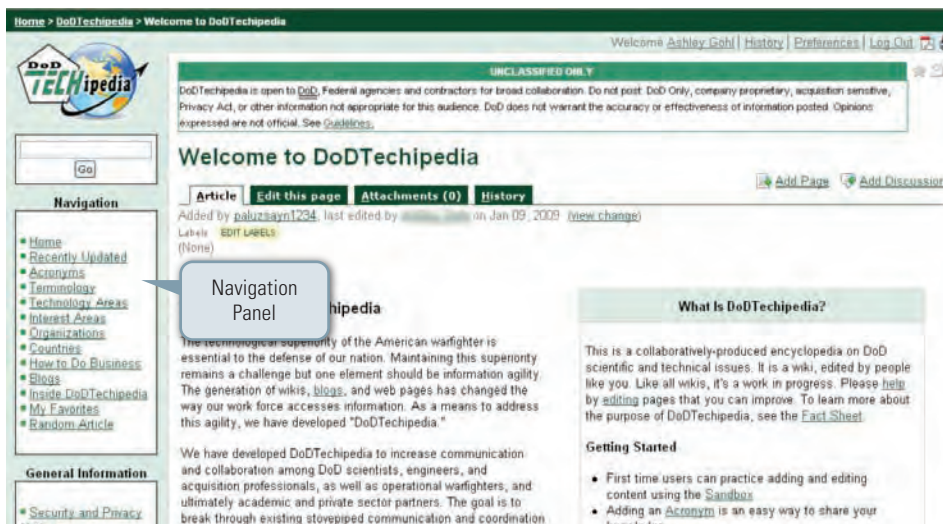 Home > DoDTechipedia > Welcome to DoDTechipedia
Welcome Ashley Gohl | History | Preferences | Log Out
DoD
TECHipedia
UNCLASSIFIED ONLY
DoDTechipedia is open to DoD, Federal agencies and contractors for broad collaboration. Do not post DoD Only, company proprietary, acquisition sensitive,
Privacy Act, or other information not appropriate for this audience. DoD does not warrant the accuracy or effectiveness of information posted. Opinions
expressed are not official. See Guidelines.
Go
Welcome to DoDTechipedia
Add Page Add Discussion
Article Edit this page Attachments (0) History
Added by paluzsayn1234, last edited by on Jan 09, 2009 (view change)
Labels EDIT LABELS
(None)
Navigation
Home
Recently Updated
Acronyms
Terminology
Technology Areas
Interest Areas
Organizations
Countries
How to Do Business
Blogs
Inside DoDTechipedia
My Favorites
Random Article
General Information
Security and Privacy
Navigation
Panel
hipedia
The technological superiority of the American warfighter is
essential to the defense of our nation. Maintaining this superiority
remains a challenge but one element should be information agility.
The generation of wikis, blogs, and web pages has changed the
way our work force accesses information. As a means to address
this agility, we have developed "DoDTechipedia."
We have developed DoDTechipedia to increase communication
and collaboration among DoD scientists, engineers, and
acquisition professionals, as well as operational warfighters, and
ultimately academic and private sector partners. The goal is to
break through existing stovepiped communication and coordination
What Is DoDTechipedia?
This is a collaboratively-produced encyclopedia on DoD
scientific and technical issues. It is a wiki, edited by people
like you. Like all wikis, it's a work in progress. Please help
by editing pages that you can improve. To learn more about
the purpose of DoDTechipedia, see the Fact Sheet.
Getting Started
First time users can practice adding and editing
content using the Sandbox
Adding an Acronym is an easy way to share your